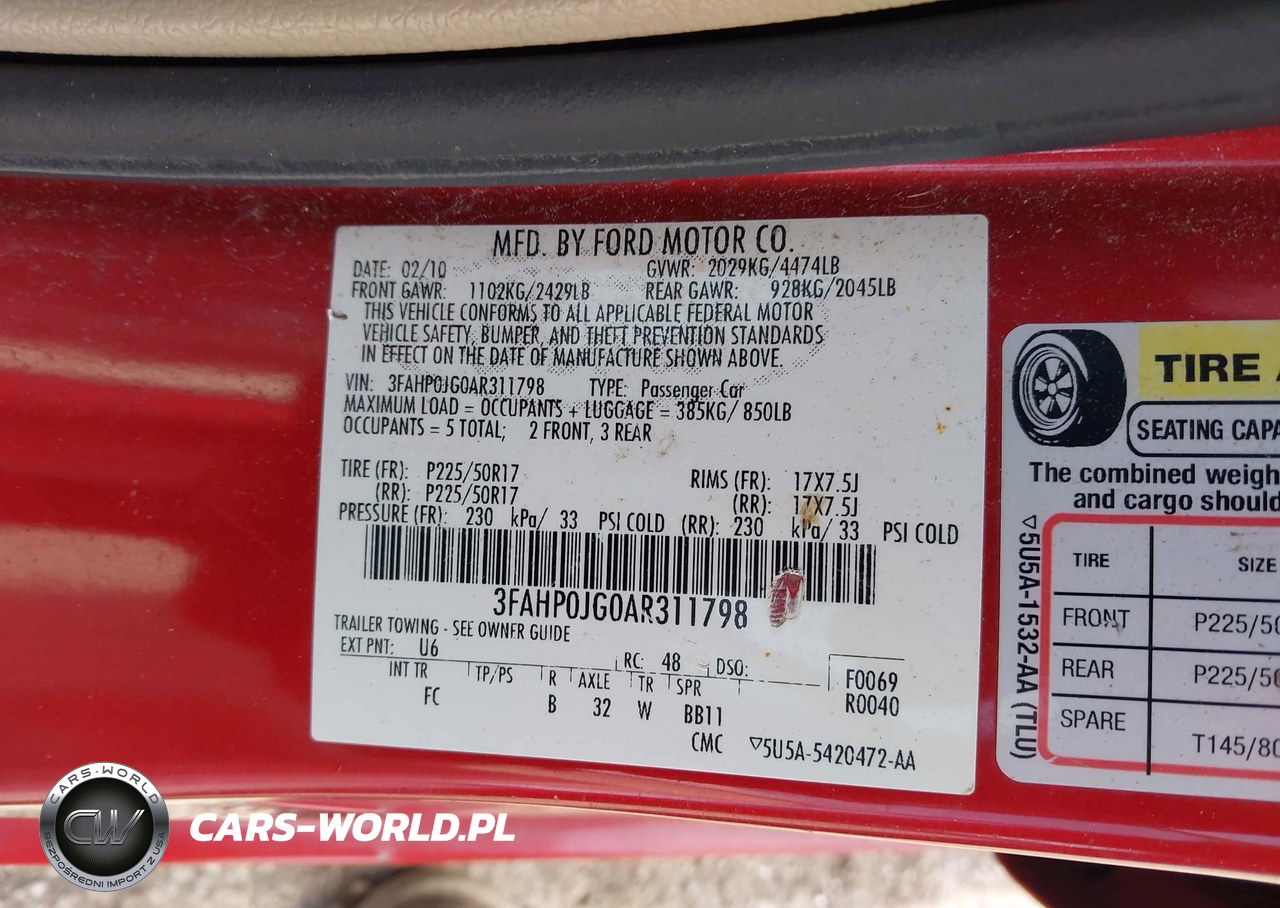 MFD. BY FORD MOTOR CO.
DATE: 02/10 GVWR: 2029KG/4474LB
FRONT GAWR: 1102KG/2429LB REAR GAWR: 928KG/2045LB
THIS VEHICLE CONFORMS TO ALL APPLICABLE FEDERAL MOTOR
VEHICLE SAFETY, BUMPER, AND THEFT PREVENTION STANDARDS
IN EFFECT ON THE DATE OF MANUFACTURE SHOWN ABOVE.
VIN: 3FAHP0JG0AR311798 TYPE: Passenger Car
MAXIMUM LOAD = OCCUPANTS + LUGGAGE = 385KG/ 850LB
OCCUPANTS = 5 TOTAL; 2 FRONT, 3 REAR
TIRE (FR): P225/50R17 RIMS (FR): 17X7.5J
(RR): P225/50R17 (RR): 17X7.5J
PRESSURE (FR): 230 kPa/ 33 PSI COLD (RR): 230 kPa/ 33 PSI COLD
3FAHP0JG0AR311798
TRAILER TOWING - SEE OWNER GUIDE
EXT PNT: U6 RC: 48 DSO:
F0069
R0040
INT TR TP/PS R AXLE TR SPR
FC B 32 W BB11
CMC ▽5U5A-5420472-AA
TIRE
SEATING CAPA
The combined weigh
and cargo should
▽5U5A-1532-AA (TLU)
TIRE SIZE
FRONT P225/50
REAR P225/50
SPARE T145/80
CARS-WORLD
CW
BEZPOŚREDNI IMPORT Z USA
CARS-WORLD.PL